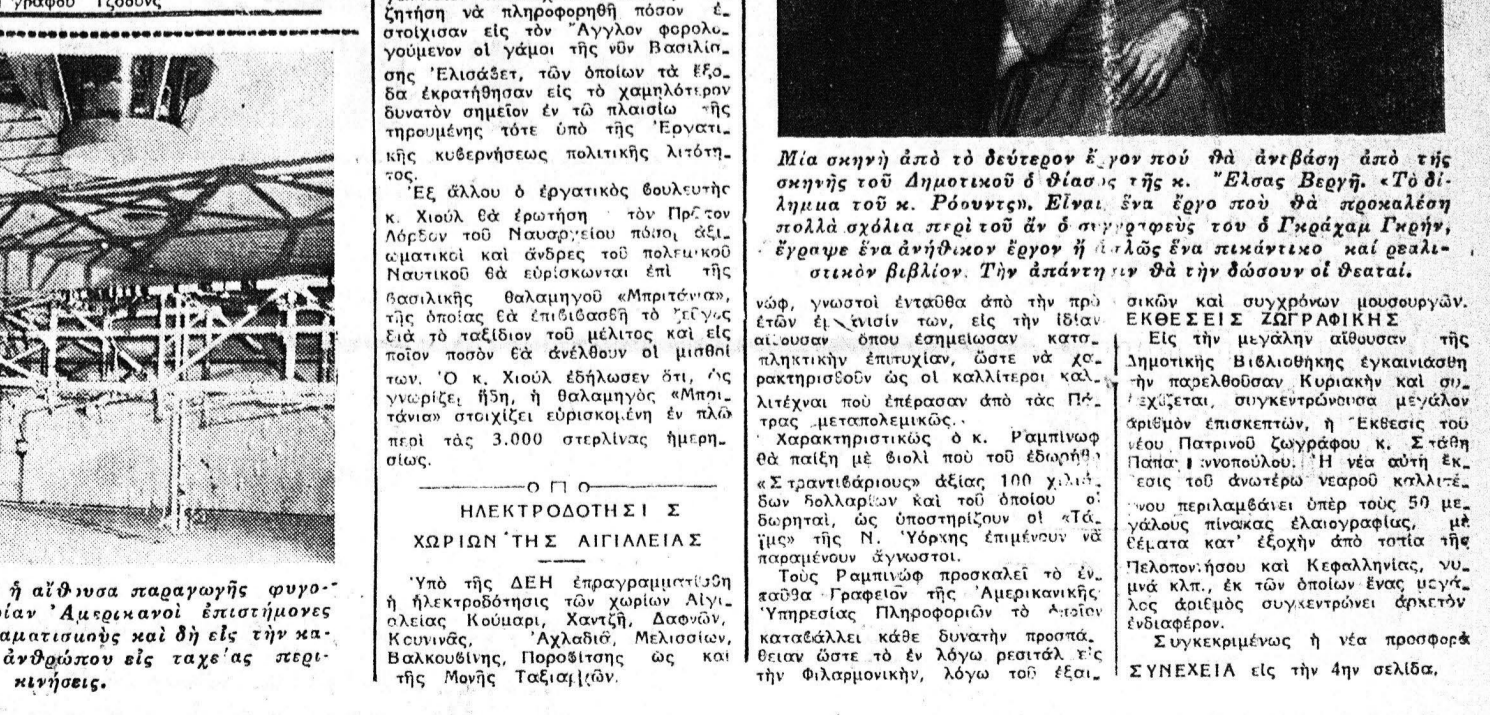 γράφου Τζόουνς
ἡ αἴθουσα παραγωγῆς φυγο-
Ἀμερικανοὶ ἐπιστήμονες
καὶ δὴ εἰς τὴν κα-
ἀνθρώπου εἰς ταχείας περι-
κινήσεις.
ζητήση νὰ πληροφορηθῆ πόσον ἐ-
στοίχισαν εἰς τὸν Ἄγγλον φορολο-
γούμενον οἱ γάμοι τῆς νῦν Βασιλίσ-
σης Ἐλισάβετ, τῶν ὁποίων τὰ ἔξο-
δα ἐκρατήθησαν εἰς τὸ χαμηλότερον
δυνατὸν σημεῖον ἐν τῶ πλαισίω τῆς
τηρουμένης τότε ὑπὸ τῆς Ἐργατι-
κῆς κυβερνήσεως πολιτικῆς λιτότη-
τος.
Ἐξ ἄλλου ὁ ἐργατικὸς βουλευτὴς
κ. Χιοὺλ θὰ ἐρωτήση τὸν Πρῶτον
Λόρδον τοῦ Ναυαρχείου πόσοι ἀξι-
ωματικοὶ καὶ ἄνδρες τοῦ πολεμικοῦ
Ναυτικοῦ θὰ εὑρίσκωνται ἐπὶ τῆς
βασιλικῆς θαλαμηγοῦ «Μπριτάνια»,
τῆς ὁποίας θὰ ἐπιβιβασθῆ τὸ ζεῦγος
διὰ τὸ ταξίδιον τοῦ μέλιτος καὶ εἰς
ποῖον ποσὸν θὰ ἀνέλθουν οἱ μισθοί
των. Ὁ κ. Χιοὺλ ἐδήλωσεν ὅτι, ὡς
γνωρίζει ἤδη, ἡ θαλαμηγὸς «Μπρι-
τάνια» στοιχίζει εὑρισκομένη ἐν πλῶ
περὶ τὰς 3.000 στερλίνας ἡμερη-
σίως.
ΗΛΕΚΤΡΟΔΟΤΗΣΙΣ
ΧΩΡΙΩΝ ΤΗΣ ΑΙΓΙΑΛΕΙΑΣ
Ὑπὸ τῆς ΔΕΗ ἐπραγραμματίσθη
ἡ ἠλεκτροδότησις τῶν χωρίων Αἰγι-
αλείας Κούμαρι, Χαντζῆ, Δαφνῶν,
Κουνινᾶς, Ἀχλαδιᾶ, Μελισσίων,
Βαλκουβίνης, Ποροβίτσης ὡς καὶ
τῆς Μονῆς Ταξιαρχῶν.
Μία σκηνὴ ἀπὸ τὸ δεύτερον ἔργον ποὺ θὰ ἀνεβάση ἀπὸ τῆς
σκηνῆς τοῦ Δημοτικοῦ ὁ θίασος τῆς κ. Ἔλσας Βεργῆ. «Τὸ δί-
λημμα τοῦ κ. Ρόουντς». Εἶναι ἕνα ἔργο ποὺ θὰ προκαλέση
πολλὰ σχόλια περὶ τοῦ ἂν ὁ συγγραφεὺς του ὁ Γκράχαμ Γκρήν,
ἔγραψε ἕνα ἀνήθικον ἔργον ἢ ἁπλῶς ἕνα πικάντικο καὶ ρεαλι-
στικὸν βιβλίον. Τὴν ἀπάντησιν θὰ τὴν δώσουν οἱ θεαταί.
νώφ, γνωστοὶ ἐνταῦθα ἀπὸ τὴν πρὸ
ἐτῶν ἐμφάνισίν των, εἰς τὴν ἰδίαν
αἴθουσαν ὅπου ἐσημείωσαν κατα-
πληκτικὴν ἐπιτυχίαν, ὥστε νὰ χα-
ρακτηρισθοῦν ὡς οἱ καλλίτεροι καλ-
λιτέχναι ποὺ ἐπέρασαν ἀπὸ τὰς Πά-
τρας μεταπολεμικῶς.
Χαρακτηριστικῶς ὁ κ. Ραμπίνωφ
θὰ παίξη μὲ βιολὶ ποὺ τοῦ ἐδωρήθη
«Στραντιβάριους» ἀξίας 100 χιλιά-
δων δολλαρίων καὶ τοῦ ὁποίου οἱ
δωρηταί, ὡς ὑποστηρίζουν οἱ «Τά-
ϊμς» τῆς Ν. Ὑόρκης ἐπιμένουν νὰ
παραμένουν ἄγνωστοι.
Τοὺς Ραμπινὼφ προσκαλεῖ τὸ ἐν-
ταῦθα Γραφεῖον τῆς Ἀμερικανικῆς
Ὑπηρεσίας Πληροφοριῶν τὸ ὁποῖον
καταβάλλει κάθε δυνατὴν προσπά-
θειαν ὥστε τὸ ἐν λόγω ρεσιτὰλ εἰς
τὴν Φιλαρμονικὴν, λόγω τοῦ ἐξαι-
σικῶν καὶ συγχρόνων μουσουργῶν.
ΕΚΘΕΣΕΙΣ ΖΩΓΡΑΦΙΚΗΣ
Εἰς τὴν μεγάλην αἴθουσαν τῆς
Δημοτικῆς Βιβλιοθήκης ἐγκαινιάσθη
τὴν παρελθοῦσαν Κυριακὴν καὶ συ-
νεχίζεται, συγκεντρώνουσα μεγάλον
ἀριθμὸν ἐπισκεπτῶν, ἡ Ἔκθεσις τοῦ
νέου Πατρινοῦ ζωγράφου κ. Στάθη
Παπαγιαννοπούλου. Ἡ νέα αὐτὴ ἔκ-
θεσις τοῦ ἀνωτέρω νεαροῦ καλλιτέ-
χνου περιλαμβάνει ὑπὲρ τοὺς 50 με-
γάλους πίνακας ἐλαιογραφίας, μὲ
θέματα κατ' ἐξοχὴν ἀπὸ τοπία τῆς
Πελοποννήσου καὶ Κεφαλληνίας, γυ-
μνὰ κλπ., ἐκ τῶν ὁποίων ἕνας μεγά-
λος ἀριθμὸς συγκεντρώνει ἀρκετὸν
ἐνδιαφέρον.
Συγκεκριμένως ἡ νέα προσφορὰ
ΣΥΝΕΧΕΙΑ εἰς τὴν 4ην σελίδα.